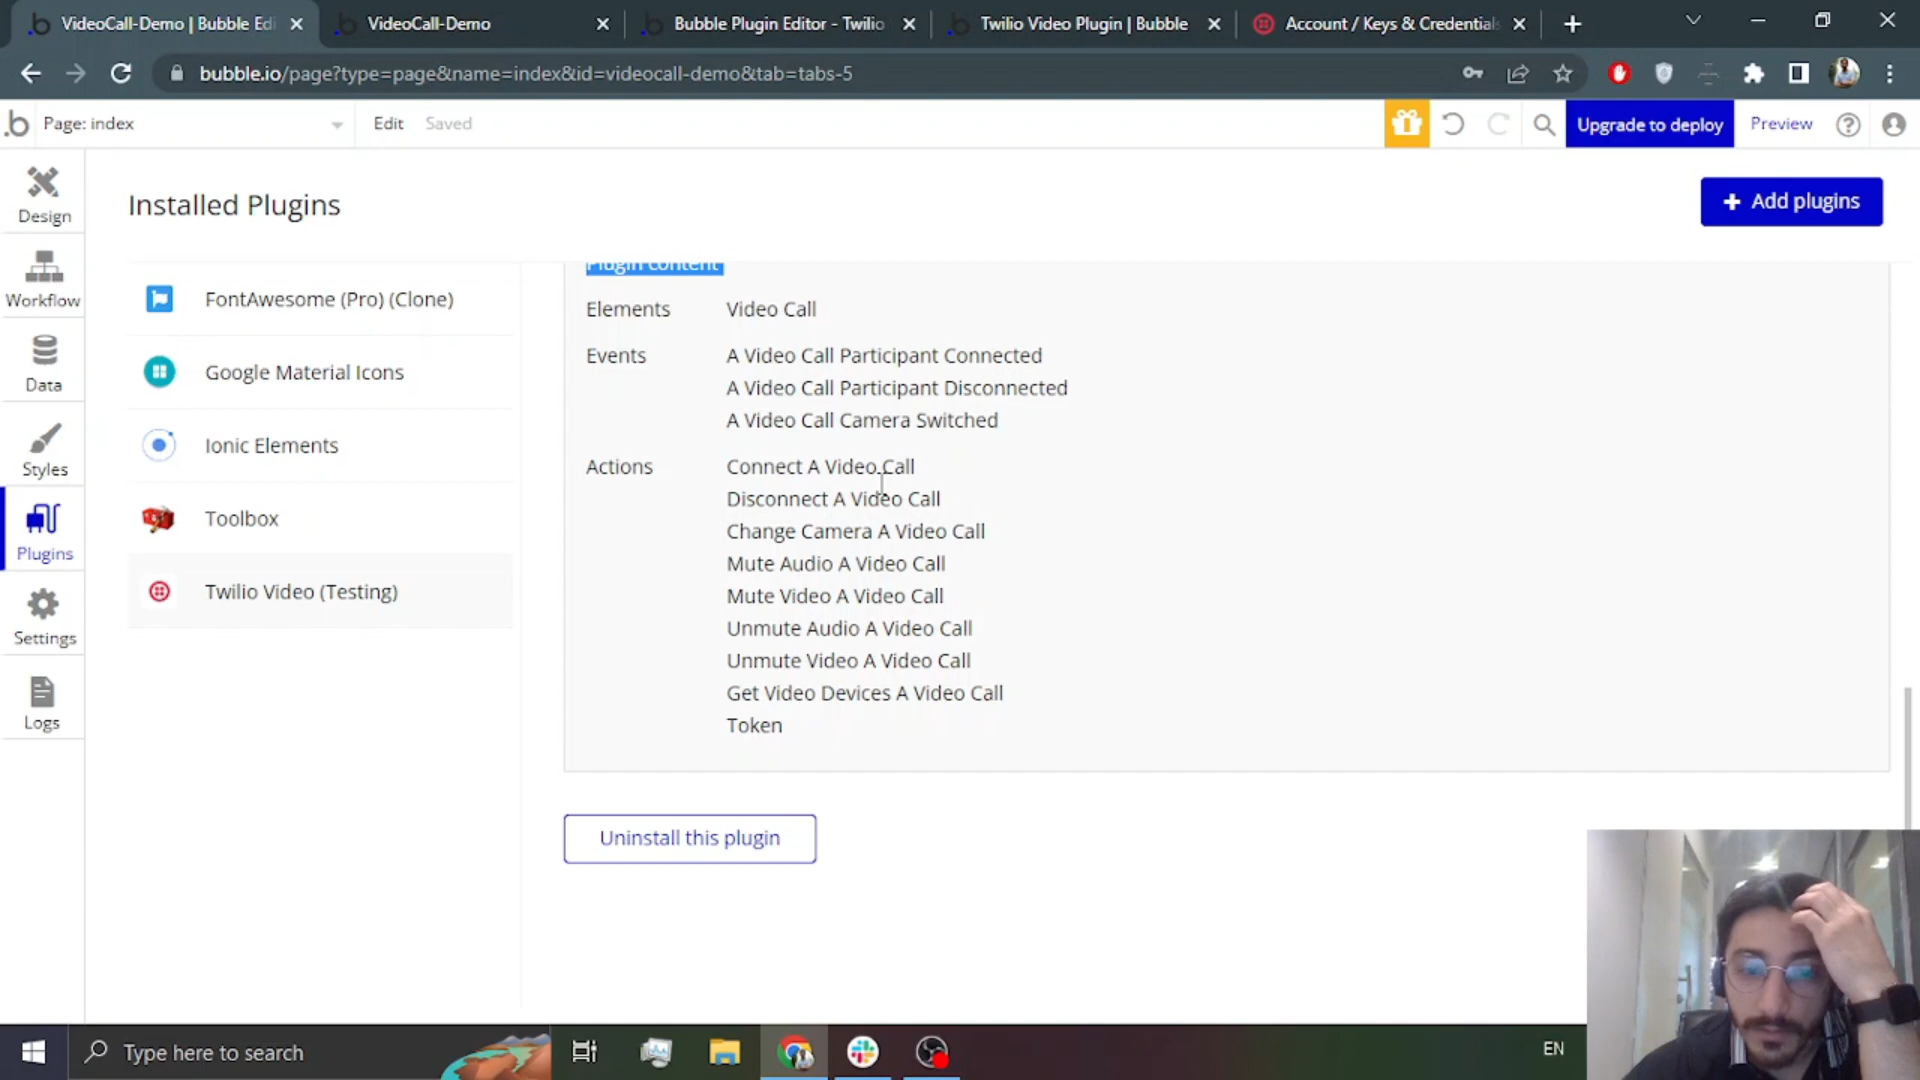 VideoCall-Demo | Bubble Edi
VideoCall-Demo
Bubble Plugin Editor - Twilio
Twilio Video Plugin | Bubble
Account / Keys & Credentials
bubble.io/page?type=page&name=index&id=videocall-demo&tab=tabs-5
Page: index
Edit
Saved
Upgrade to deploy
Preview
Design
Workflow
Data
Styles
Plugins
Settings
Logs
Installed Plugins
Add plugins
FontAwesome (Pro) (Clone)
Google Material Icons
Ionic Elements
Toolbox
Twilio Video (Testing)
Plugin content
Elements
Video Call
Events
A Video Call Participant Connected
A Video Call Participant Disconnected
A Video Call Camera Switched
Actions
Connect A Video Call
Disconnect A Video Call
Change Camera A Video Call
Mute Audio A Video Call
Mute Video A Video Call
Unmute Audio A Video Call
Unmute Video A Video Call
Get Video Devices A Video Call
Token
Uninstall this plugin
Type here to search
EN